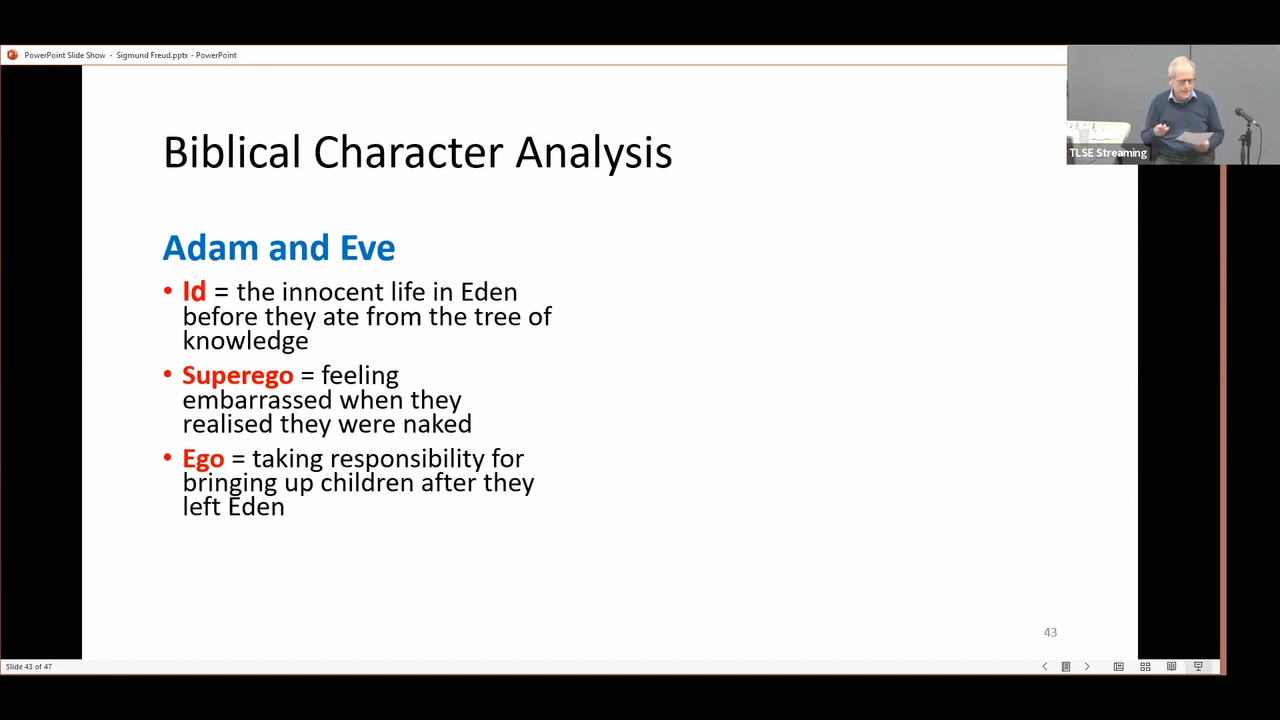 PowerPoint Slide Show - Sigmund Freud.pptx - PowerPoint
TLSE Streaming
Biblical Character Analysis
Adam and Eve
• Id = the innocent life in Eden
before they ate from the tree of
knowledge
• Superego = feeling
embarrassed when they
realised they were naked
• Ego = taking responsibility for
bringing up children after they
left Eden
43
Slide 43 of 47